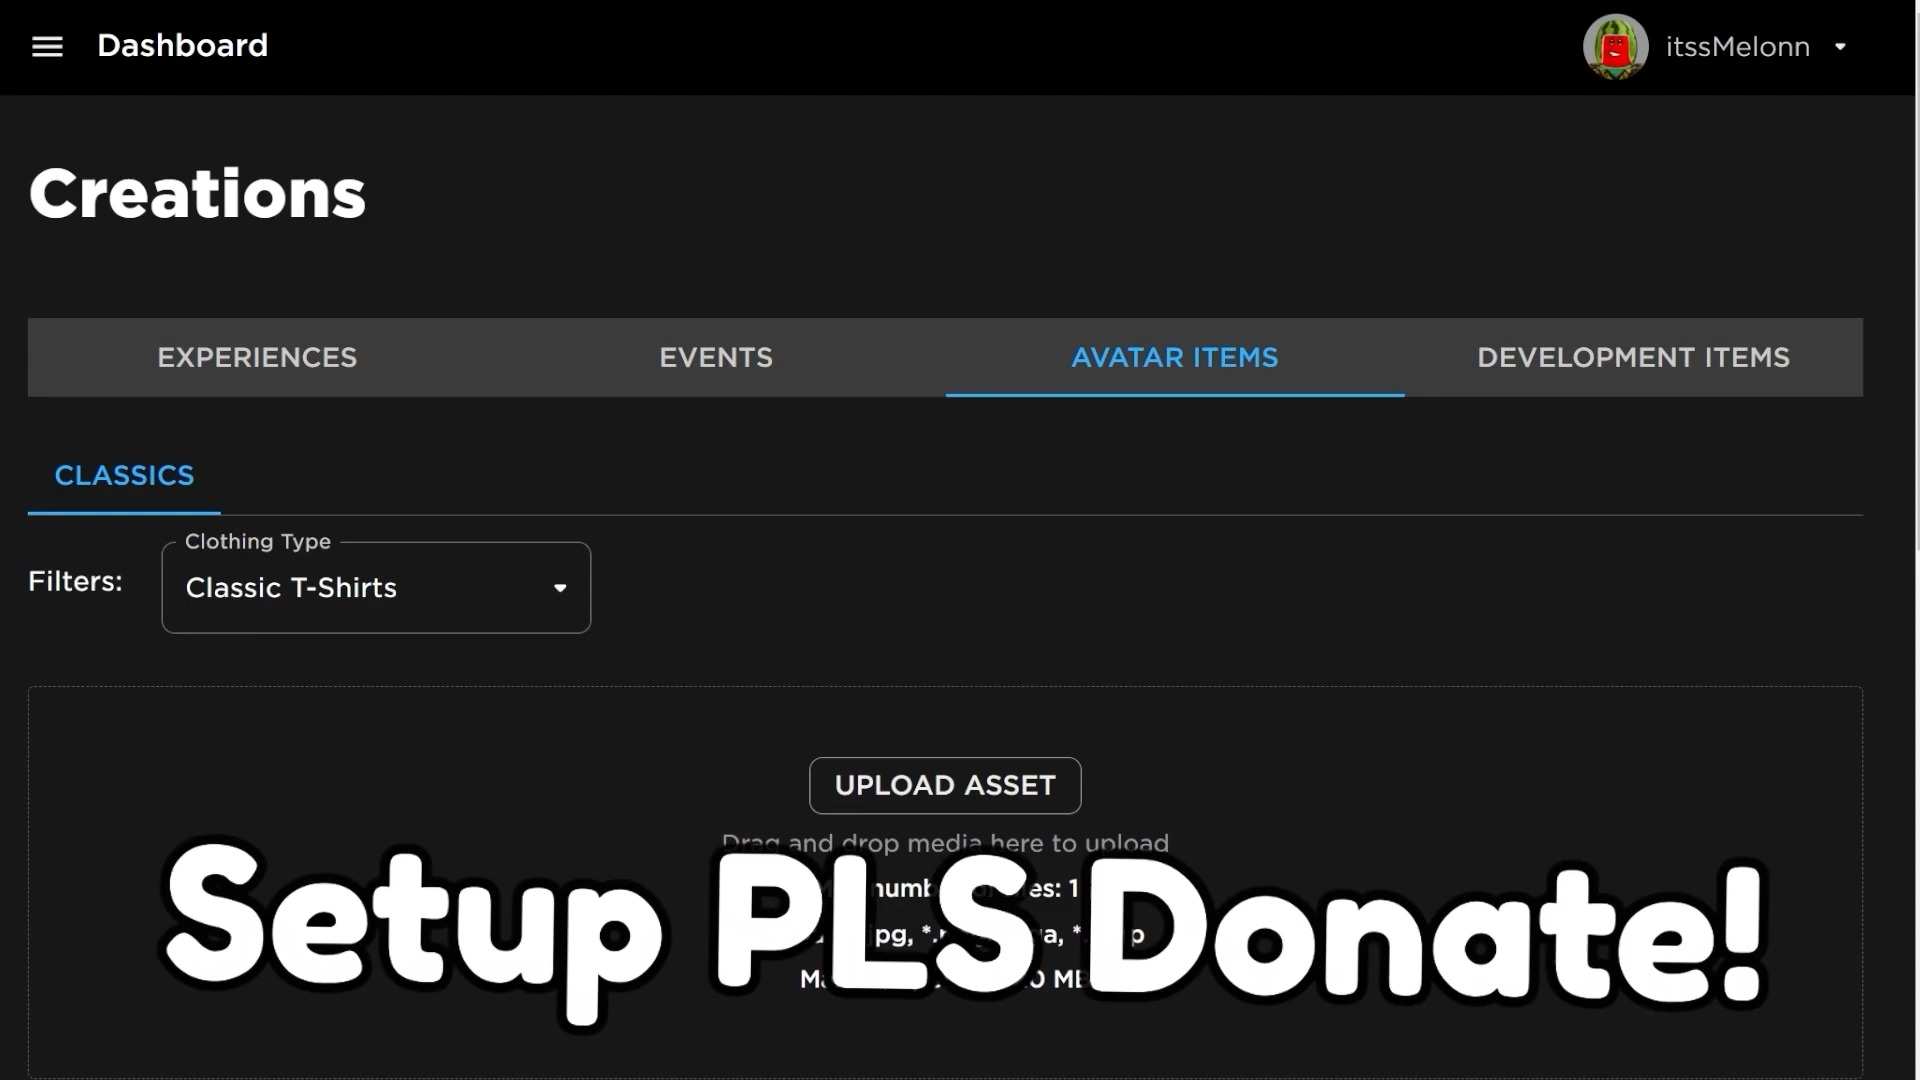 Dashboard
itssMelonn
Creations
EXPERIENCES
EVENTS
AVATAR ITEMS
DEVELOPMENT ITEMS
CLASSICS
Filters:
Clothing Type
Classic T-Shirts
UPLOAD ASSET
Drag and drop media here to upload
1
Setup PLS Donate!